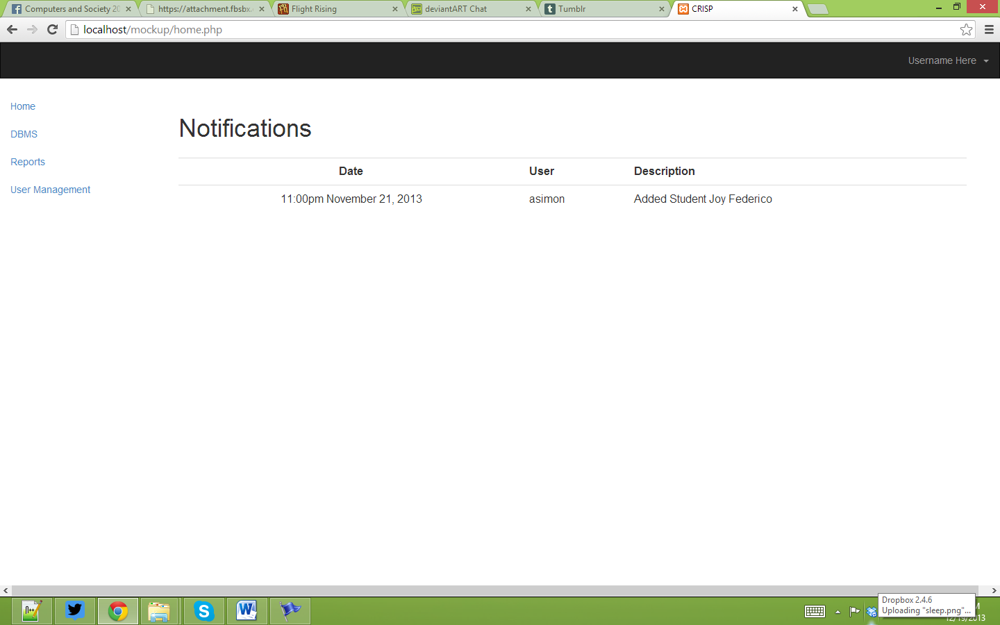 Computers and Society 20
https://attachment.fbsbx.
Flight Rising
deviantART Chat
Tumblr
CRISP
localhost/mockup/home.php
Username Here
Home
DBMS
Reports
User Management
Notifications
Date User Description
11:00pm November 21, 2013 asimon Added Student Joy Federico
Dropbox 2.4.6
Uploading "sleep.png"...
12/19/2013